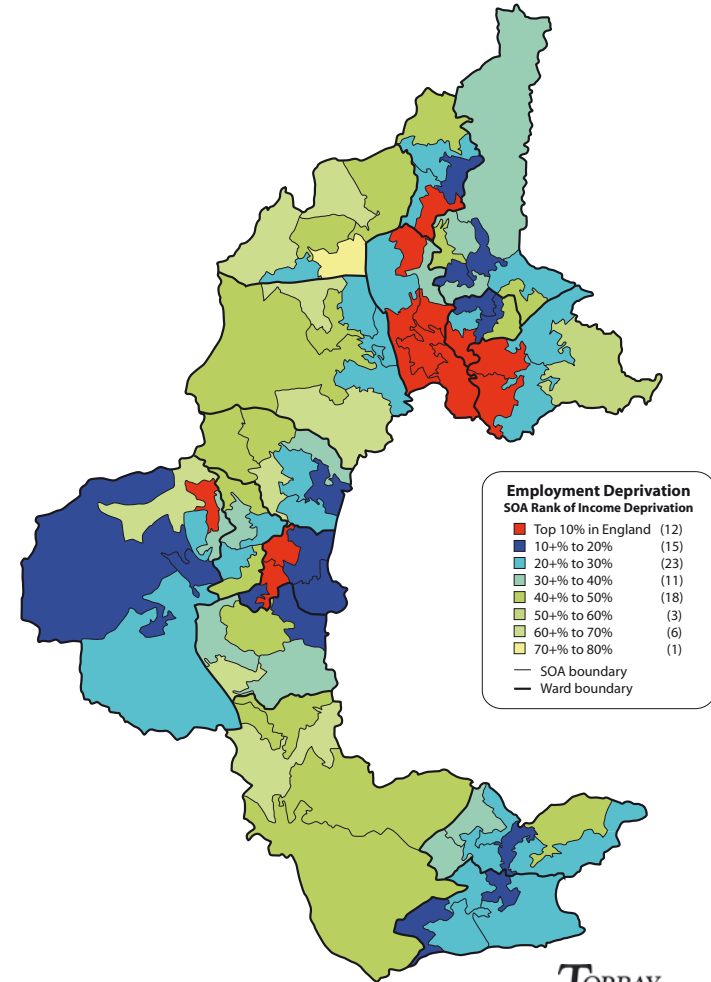 Employment Deprivation
SOA Rank of Income Deprivation
Top 10% in England (12)
10+% to 20% (15)
20+% to 30% (23)
30+% to 40% (11)
40+% to 50% (18)
50+% to 60% (3)
60+% to 70% (6)
70+% to 80% (1)
SOA boundary
Ward boundary
TORBAY